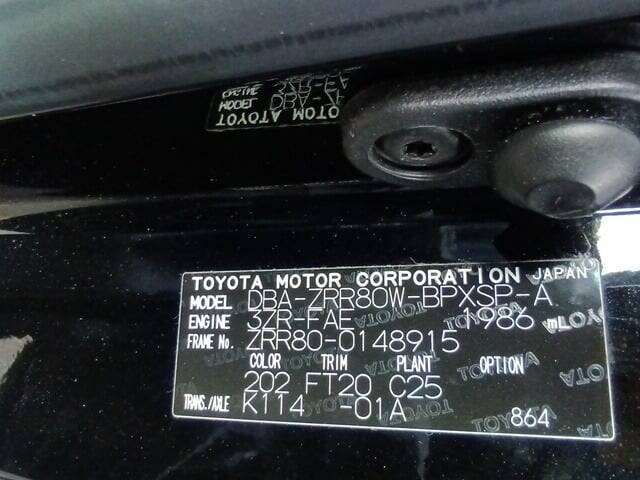 TOYOTA MOTOR CORPORATION JAPAN
MODEL DBA-ZRR80W-BPXSP-A
ENGINE 3ZR-FAE 1986 mL
FRAME No. ZRR80-0148915
COLOR TRIM PLANT OPTION
202 FT20 C25
TRANS./AXLE K114 -01A
864